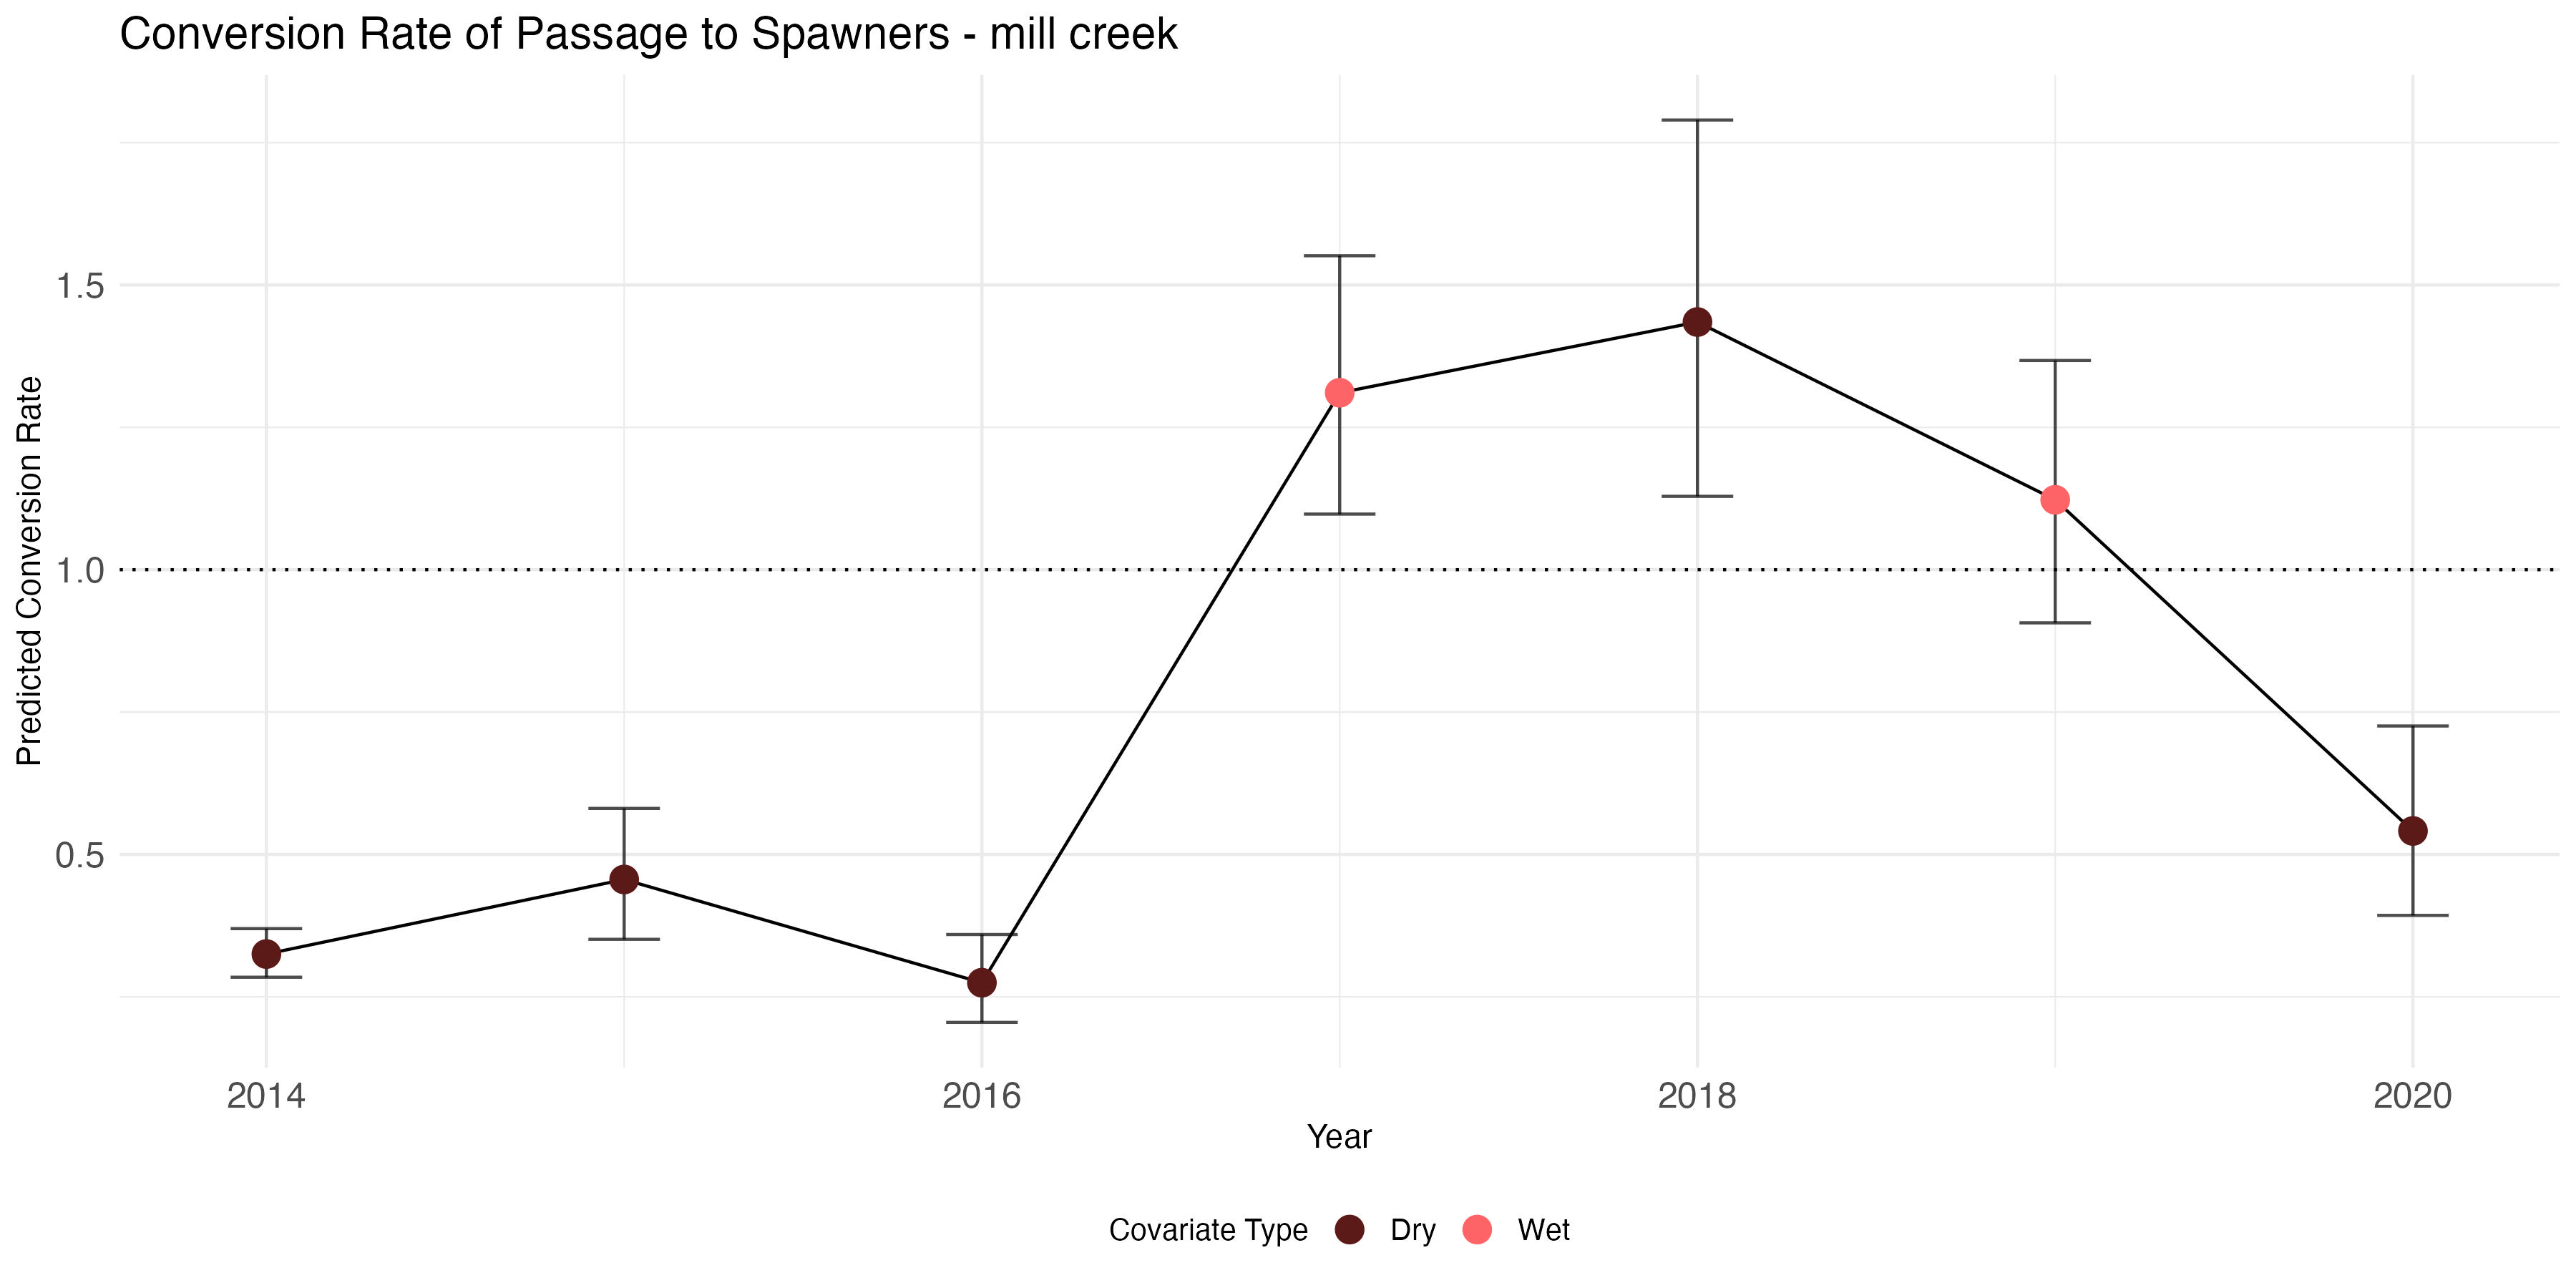 Conversion Rate of Passage to Spawners - mill creek
Predicted Conversion Rate
1.5
1.0
0.5
2014 2016 2018 2020
Year
Covariate Type Dry Wet